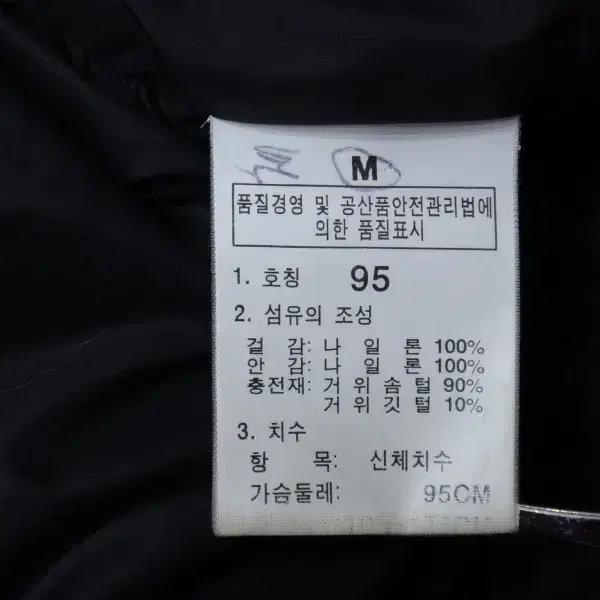 M
품질경영 및 공산품안전관리법에
의한 품질표시
1. 호칭 95
2. 섬유의 조성
겉 감: 나 일 론 100%
안 감: 나 일 론 100%
충전재: 거 위 솜 털 90%
거 위 깃 털 10%
3. 치수
항 목: 신체치수
가슴둘레: 95CM